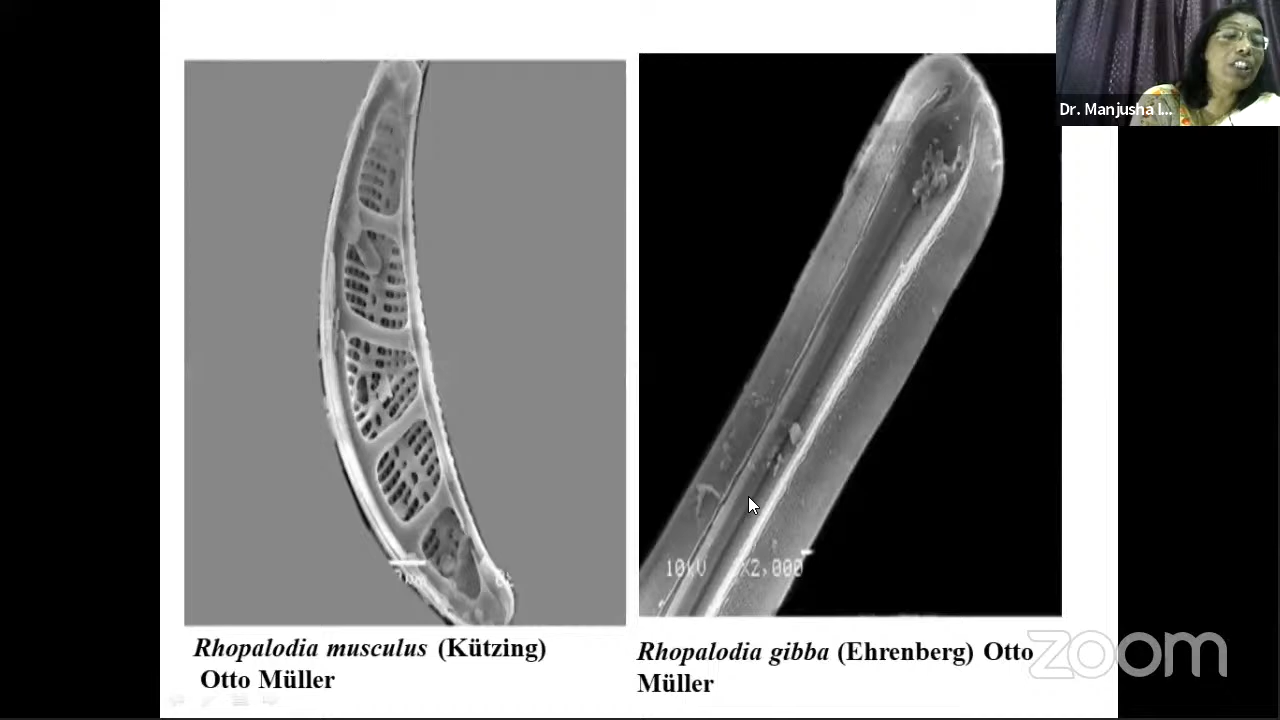 Dr. Manjusha I...
10kV X2,000
Rhopalodia musculus (Kützing)
Otto Müller
Rhopalodia gibba (Ehrenberg) Otto
Müller
zoom